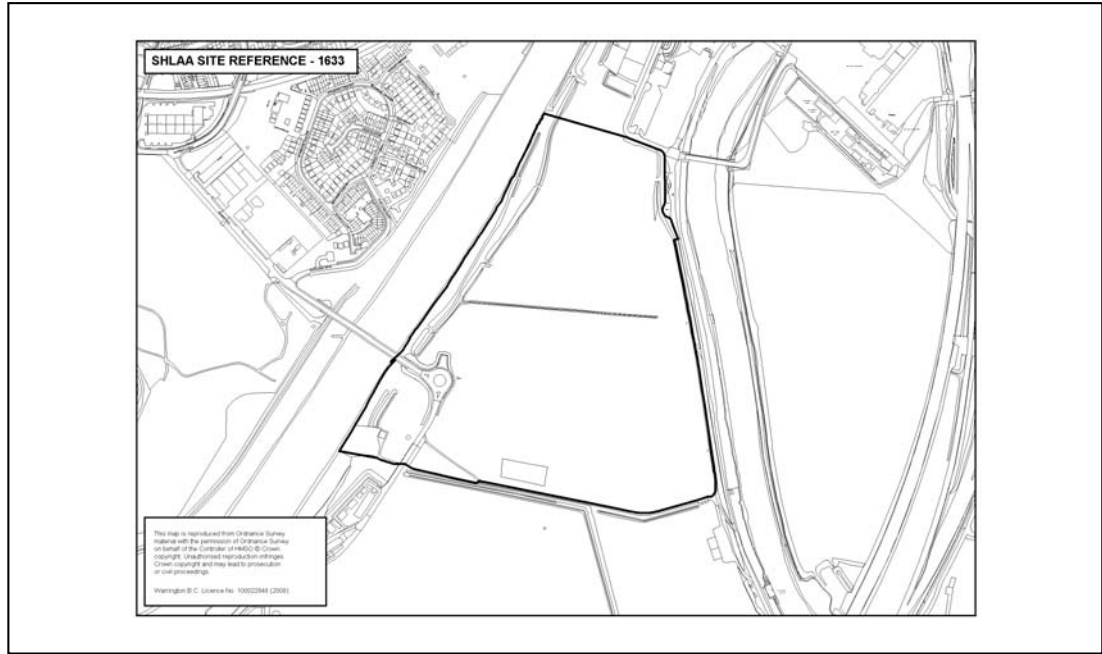 SHLAA SITE REFERENCE - 1633
This map is reproduced from Ordnance Survey
material with the permission of Ordnance Survey
on behalf of the Controller of HMSO © Crown
copyright. Unauthorised reproduction infringes
Crown copyright and may lead to prosecution
or civil proceedings.
Warrington B.C. Licence No. 100022848 (2008)